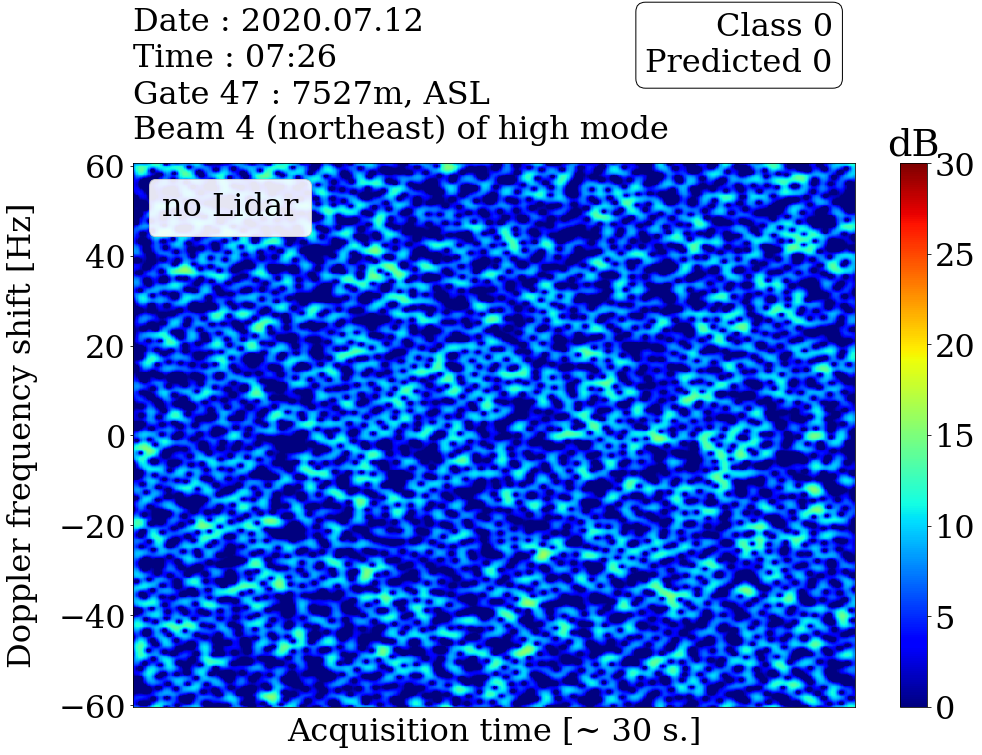 Date : 2020.07.12
Time : 07:26
Gate 47 : 7527m, ASL
Beam 4 (northeast) of high mode
Class 0
Predicted 0
dB
no Lidar
Doppler frequency shift [Hz]
60
40
20
0
−20
−40
−60
Acquisition time [~ 30 s.]
30
25
20
15
10
5
0